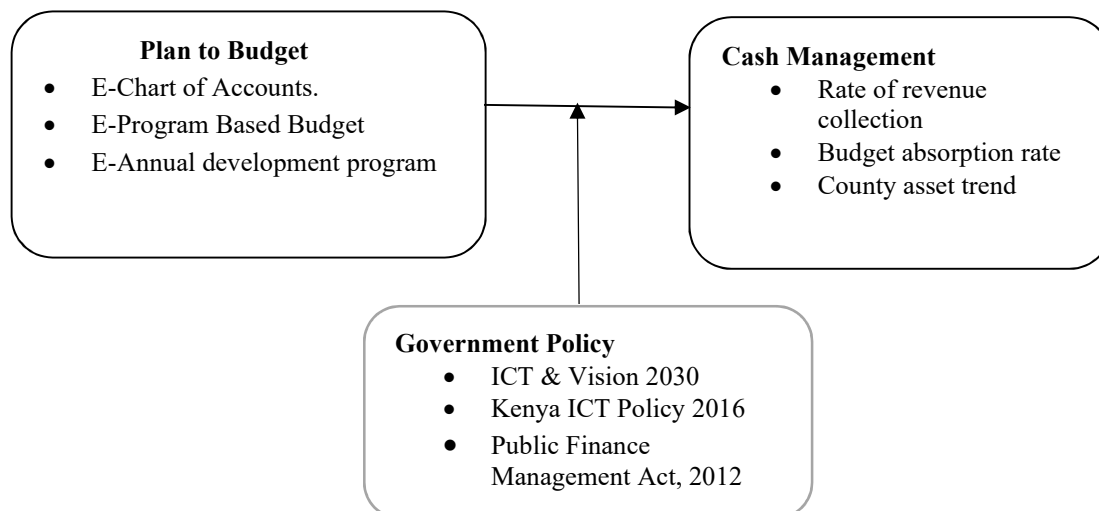 Plan to Budget
• E-Chart of Accounts.
• E-Program Based Budget
• E-Annual development program
Cash Management
• Rate of revenue
collection
• Budget absorption rate
• County asset trend
Government Policy
• ICT & Vision 2030
• Kenya ICT Policy 2016
• Public Finance
Management Act, 2012